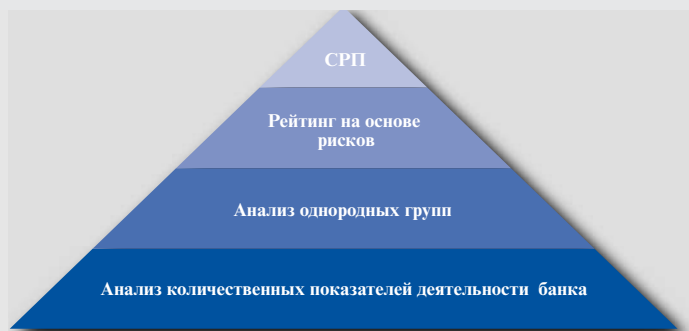 СРП
Рейтинг на основе
рисков
Анализ однородных групп
Анализ количественных показателей деятельности банка